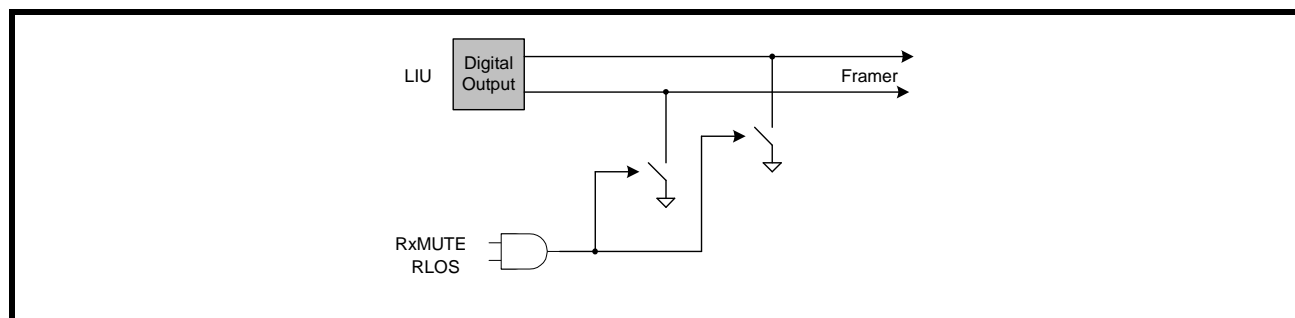 LIU
Digital
Output
Framer
RxMUTE
RLOS